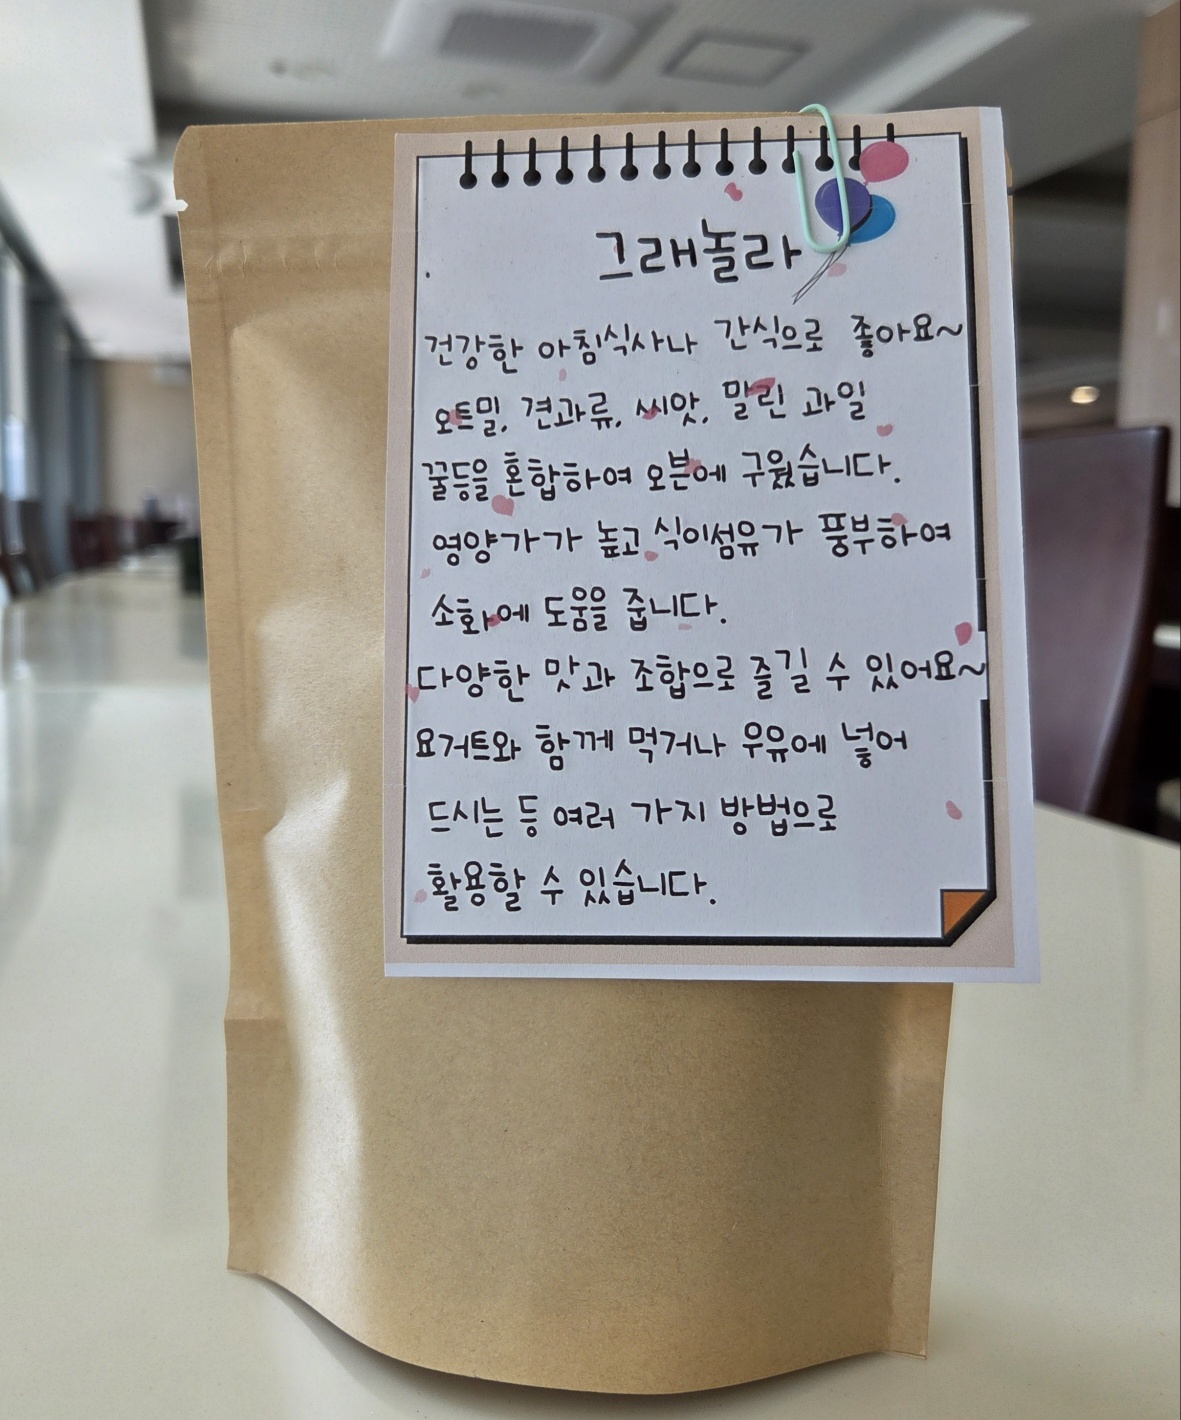 그래놀라
건강한 아침식사나 간식으로 좋아요~
오트밀, 견과류, 씨앗, 말린 과일
꿀등을 혼합하여 오븐에 구웠습니다.
영양가가 높고 식이섬유가 풍부하여
소화에 도움을 줍니다.
다양한 맛과 조합으로 즐길 수 있어요~
요거트와 함께 먹거나 우유에 넣어
드시는 등 여러 가지 방법으로
활용할 수 있습니다.